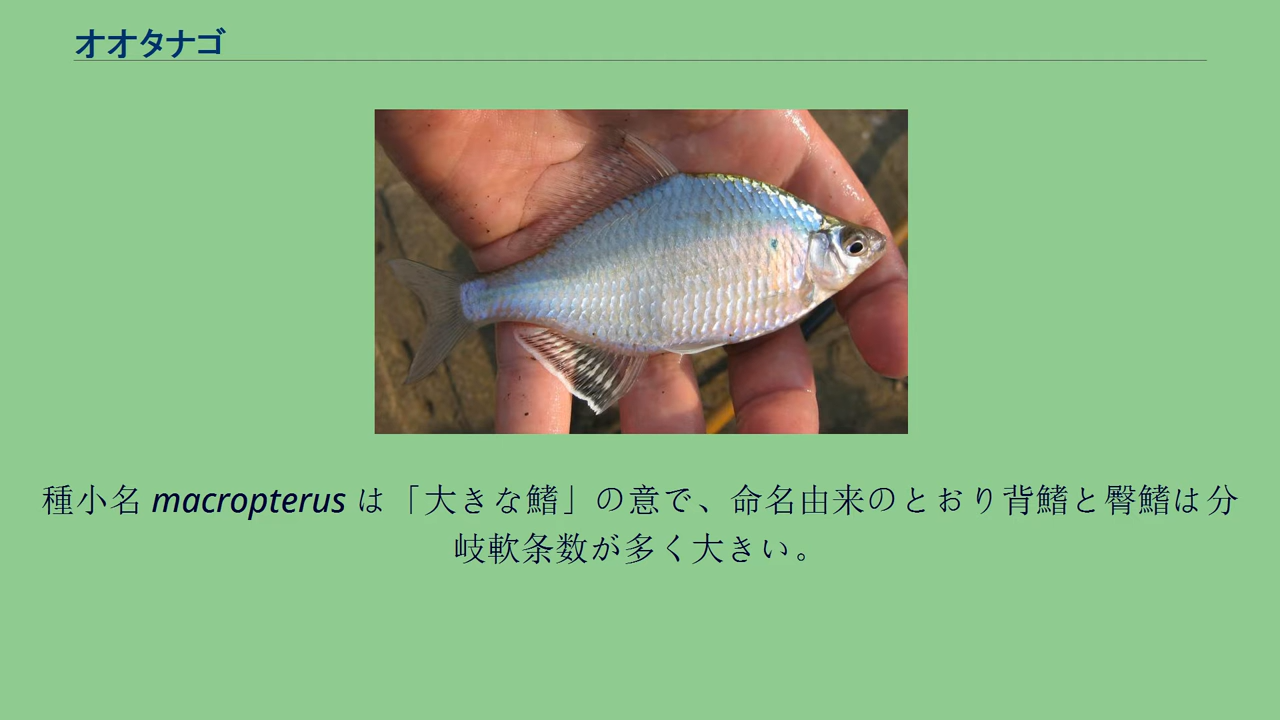 オオタナゴ
種小名 macropterus は「大きな鰭」の意で、命名由来のとおり背鰭と臀鰭は分
岐軟条数が多く大きい。